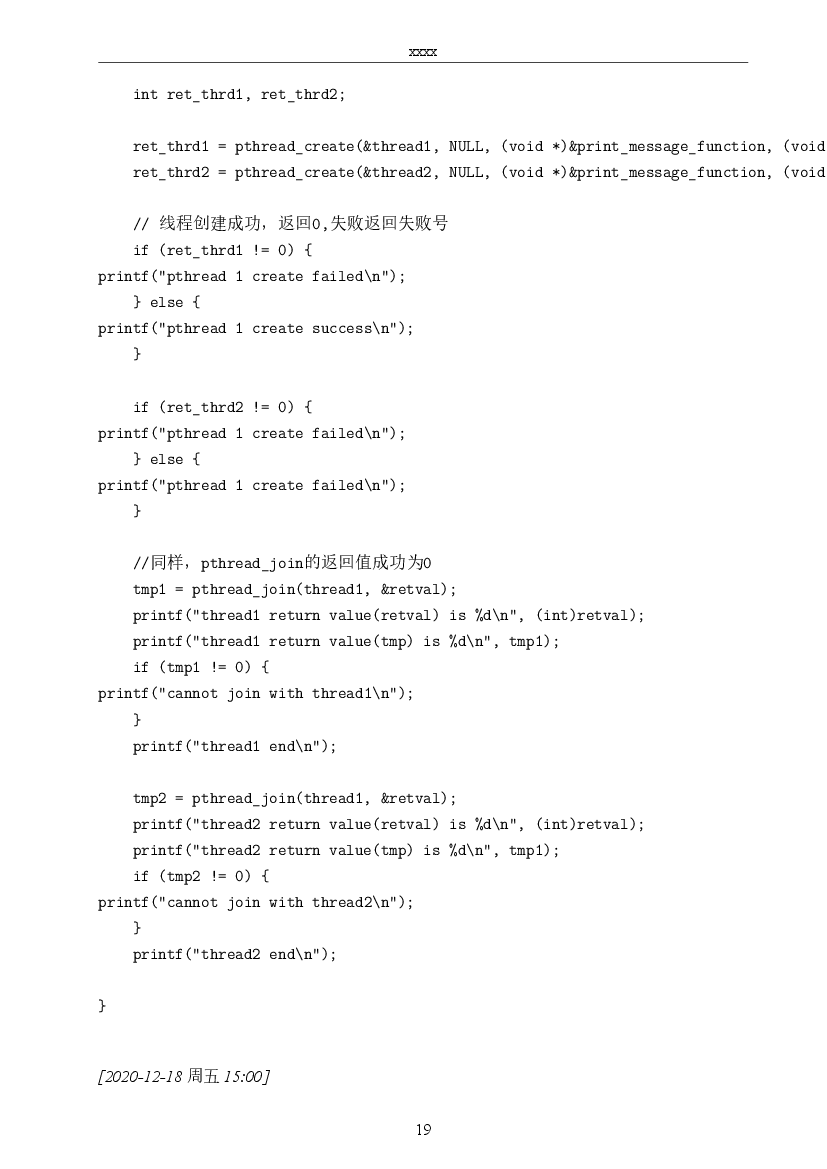 xxxx
int ret_thrd1, ret_thrd2;
ret_thrd1 = pthread_create(&thread1, NULL, (void *)&print_message_function, (void
ret_thrd2 = pthread_create(&thread2, NULL, (void *)&print_message_function, (void
// 线程创建成功，返回0,失败返回失败号
if (ret_thrd1 != 0) {
printf("pthread 1 create failed\n");
} else {
printf("pthread 1 create success\n");
}
if (ret_thrd2 != 0) {
printf("pthread 1 create failed\n");
} else {
printf("pthread 1 create failed\n");
}
//同样，pthread_join的返回值成功为0
tmp1 = pthread_join(thread1, &retval);
printf("thread1 return value(retval) is %d\n", (int)retval);
printf("thread1 return value(tmp) is %d\n", tmp1);
if (tmp1 != 0) {
printf("cannot join with thread1\n");
}
printf("thread1 end\n");
tmp2 = pthread_join(thread1, &retval);
printf("thread2 return value(retval) is %d\n", (int)retval);
printf("thread2 return value(tmp) is %d\n", tmp1);
if (tmp2 != 0) {
printf("cannot join with thread2\n");
}
printf("thread2 end\n");
}
[2020-12-18 周五 15:00]
19